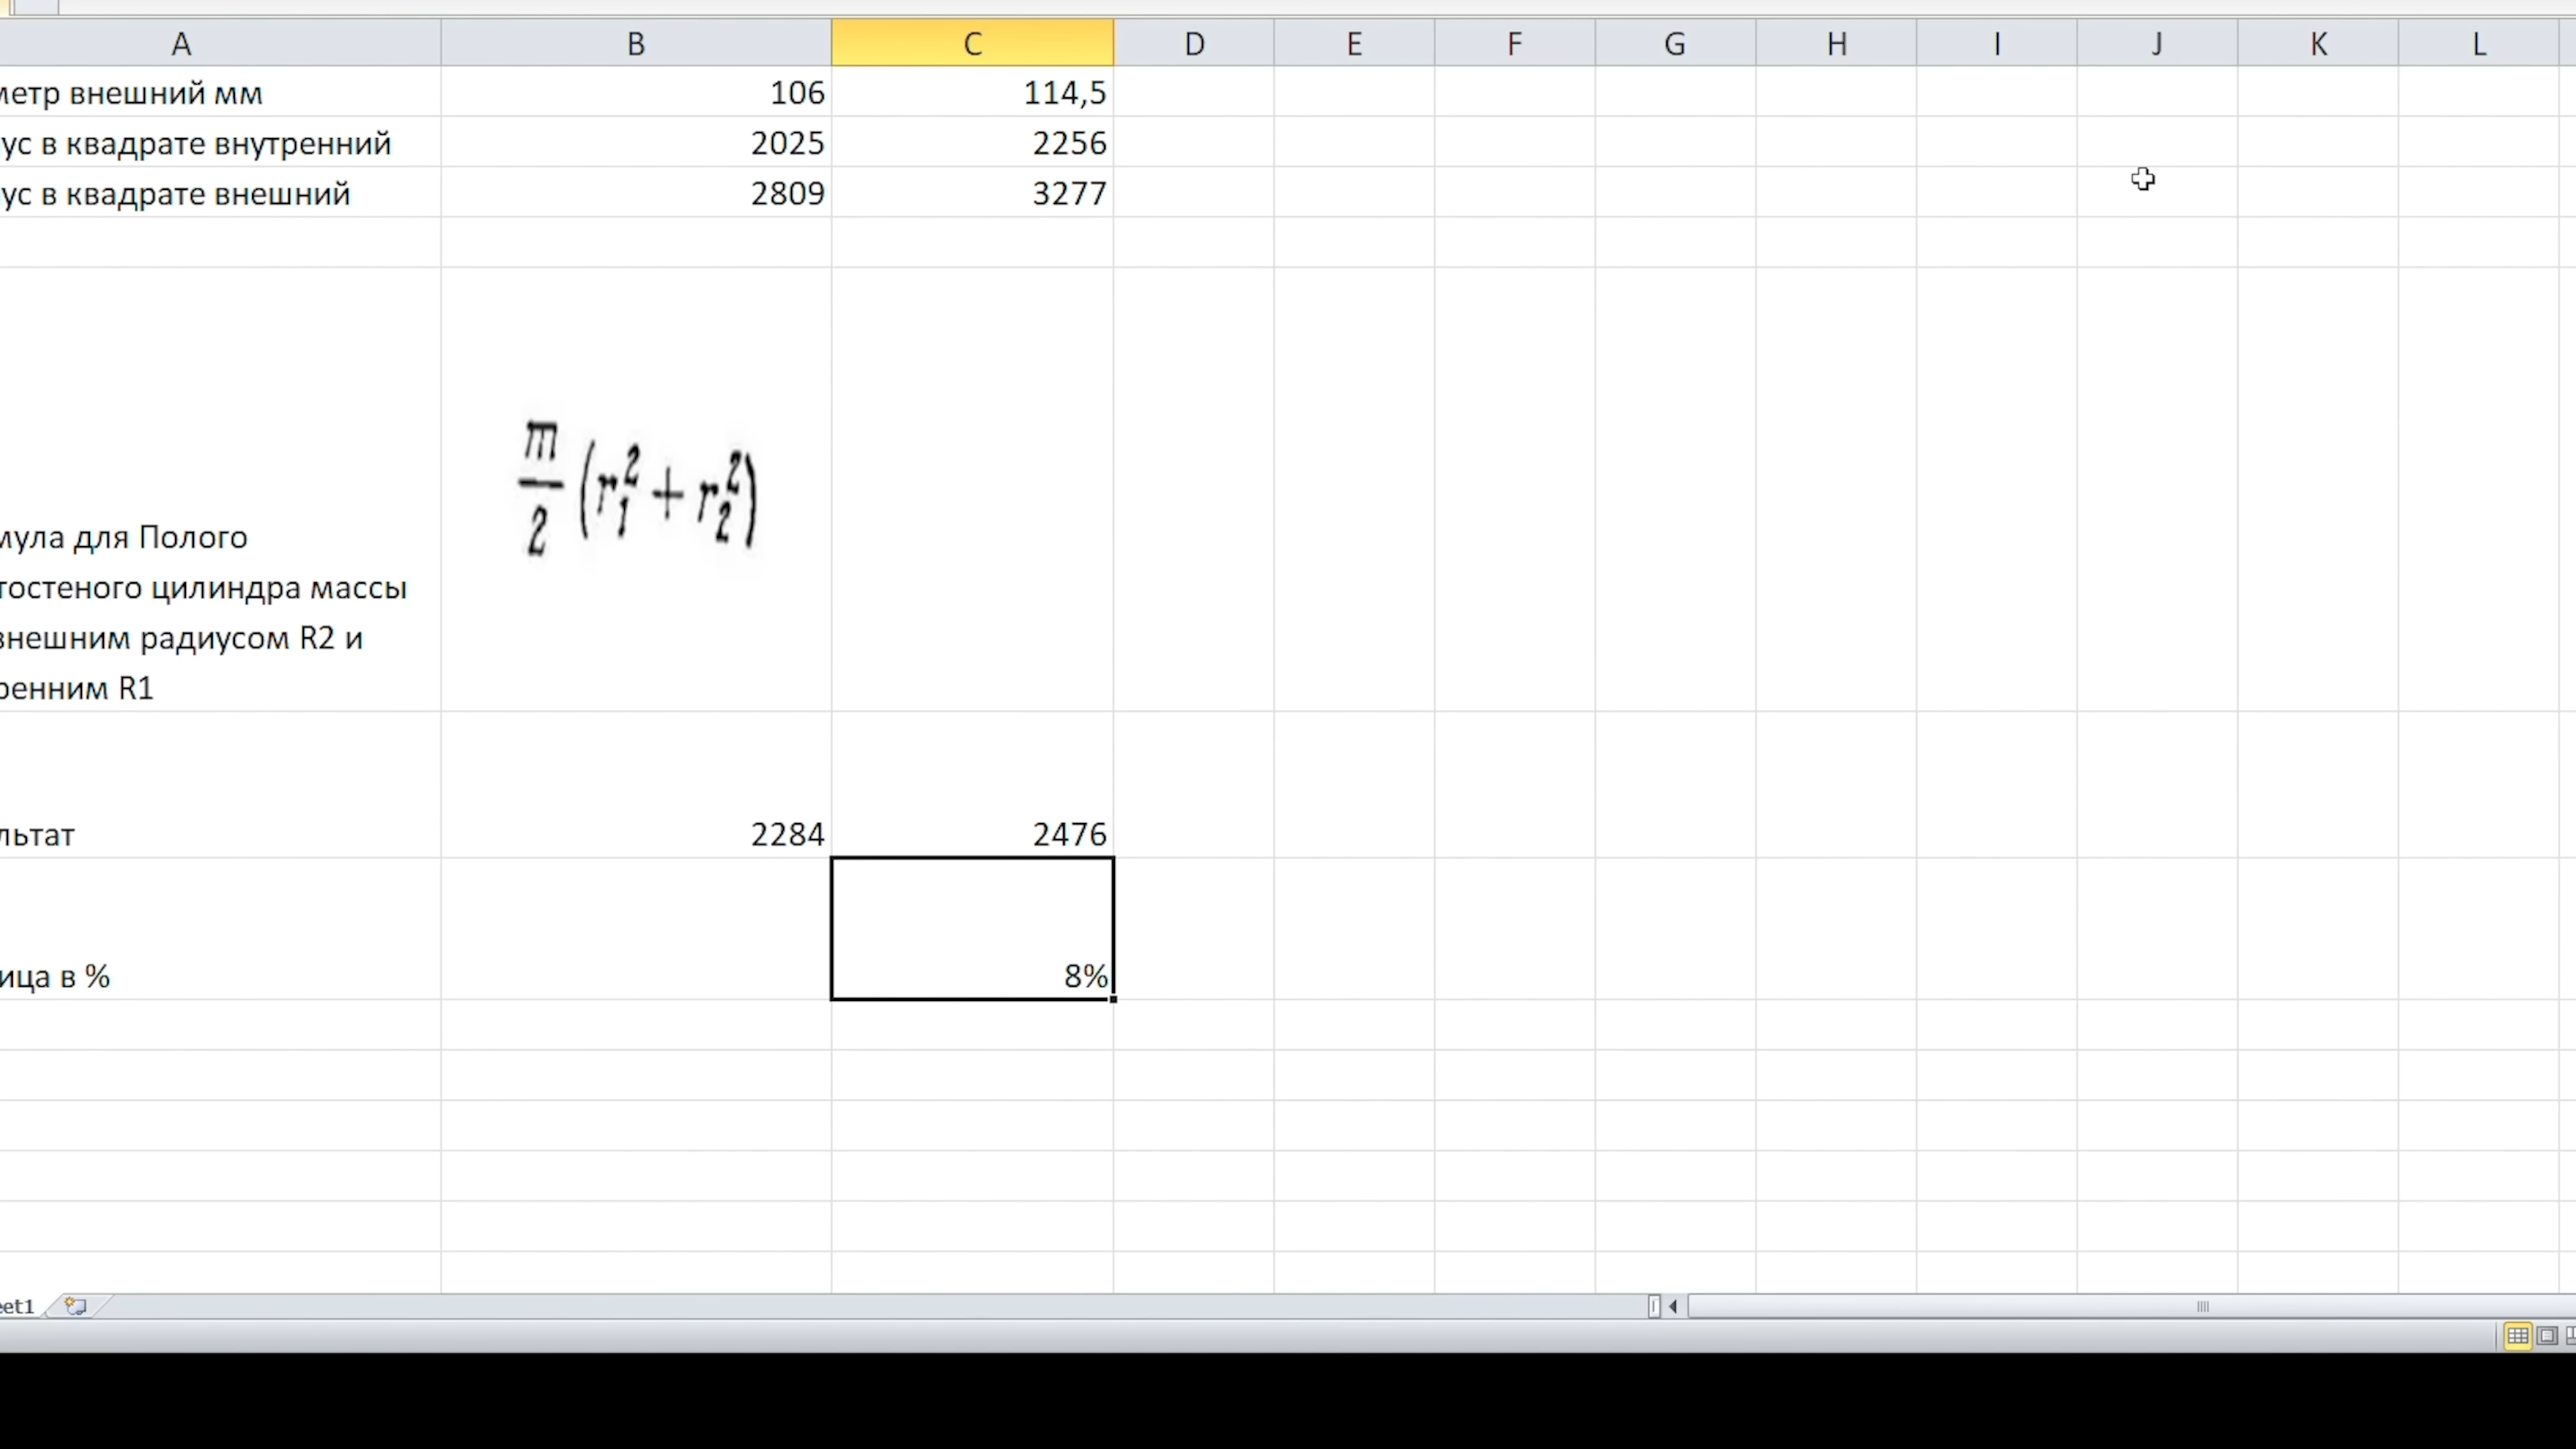 A B C D E F G H I J K L
метр внешний мм 106 114,5
ус в квадрате внутренний 2025 2256
ус в квадрате внешний 2809 3277
m/2 (r₁² + r₂²)
мула для Полого
тостеного цилиндра массы
внешним радиусом R2 и
ренним R1
льтат 2284 2476
ица в % 8%
eet1